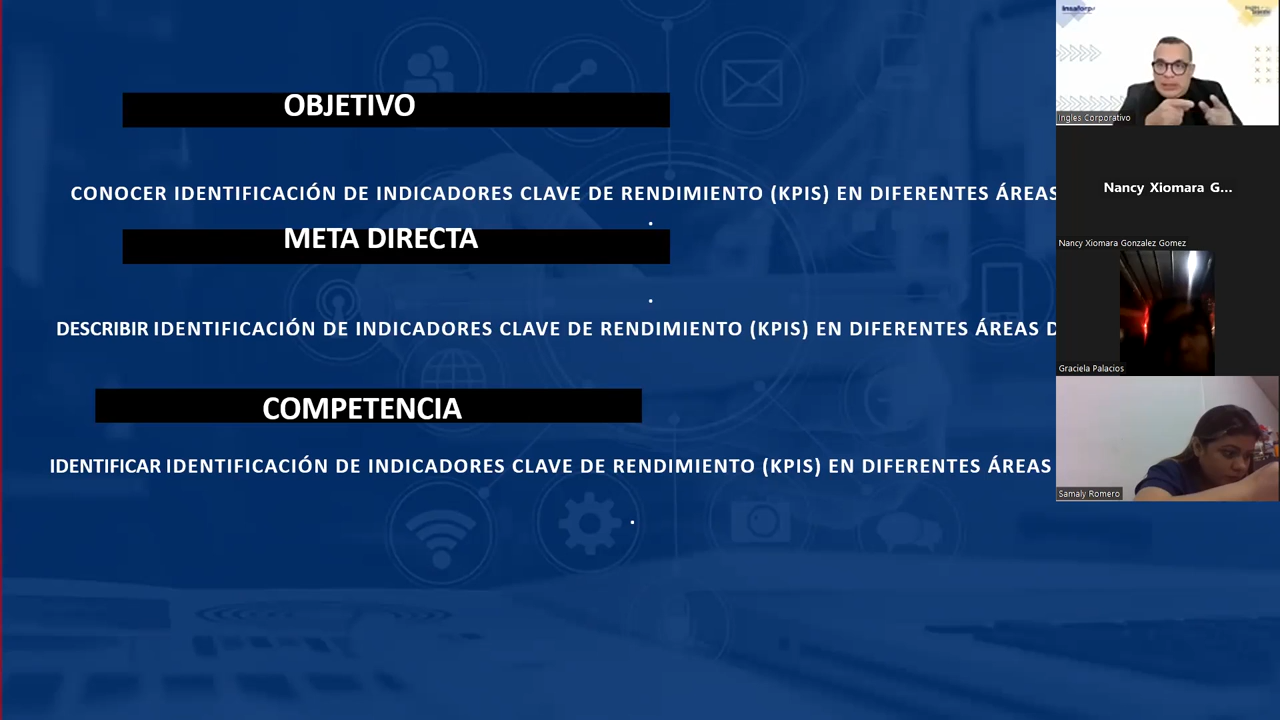 OBJETIVO
CONOCER IDENTIFICACIÓN DE INDICADORES CLAVE DE RENDIMIENTO (KPIS) EN DIFERENTES ÁREAS
.
META DIRECTA
.
DESCRIBIR IDENTIFICACIÓN DE INDICADORES CLAVE DE RENDIMIENTO (KPIS) EN DIFERENTES ÁREAS D
COMPETENCIA
IDENTIFICAR IDENTIFICACIÓN DE INDICADORES CLAVE DE RENDIMIENTO (KPIS) EN DIFERENTES ÁREAS
.
Insaforp
Ingles Corporativo
Nancy Xiomara G...
Nancy Xiomara Gonzalez Gomez
Graciela Palacios
Samaly Romero